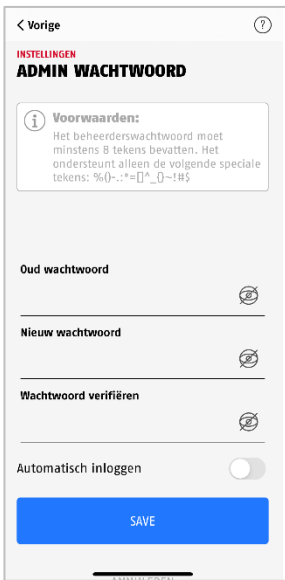 < Vorige ?
INSTELLINGEN
ADMIN WACHTWOORD
i Voorwaarden:
Het beheerderswachtwoord moet
minstens 8 tekens bevatten. Het
ondersteunt alleen de volgende speciale
tekens: %()-.:*=[]^_{}~!#$
Oud wachtwoord
Nieuw wachtwoord
Wachtwoord verifiëren
Automatisch inloggen
SAVE
ANNULEREN